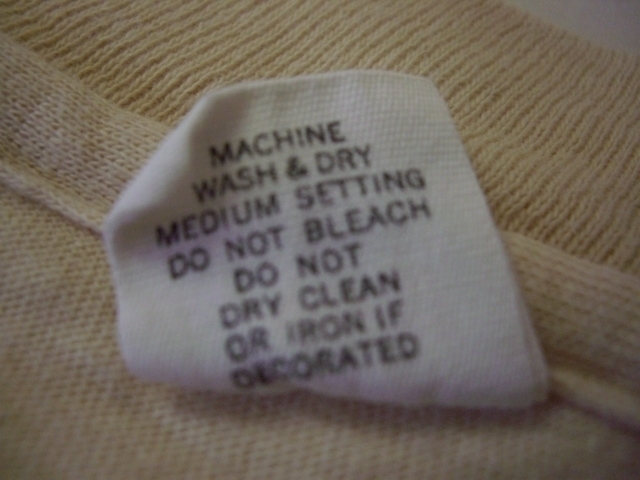 MACHINE
WASH & DRY
MEDIUM SETTING
DO NOT BLEACH
DO NOT
DRY CLEAN
OR IRON IF
DECORATED